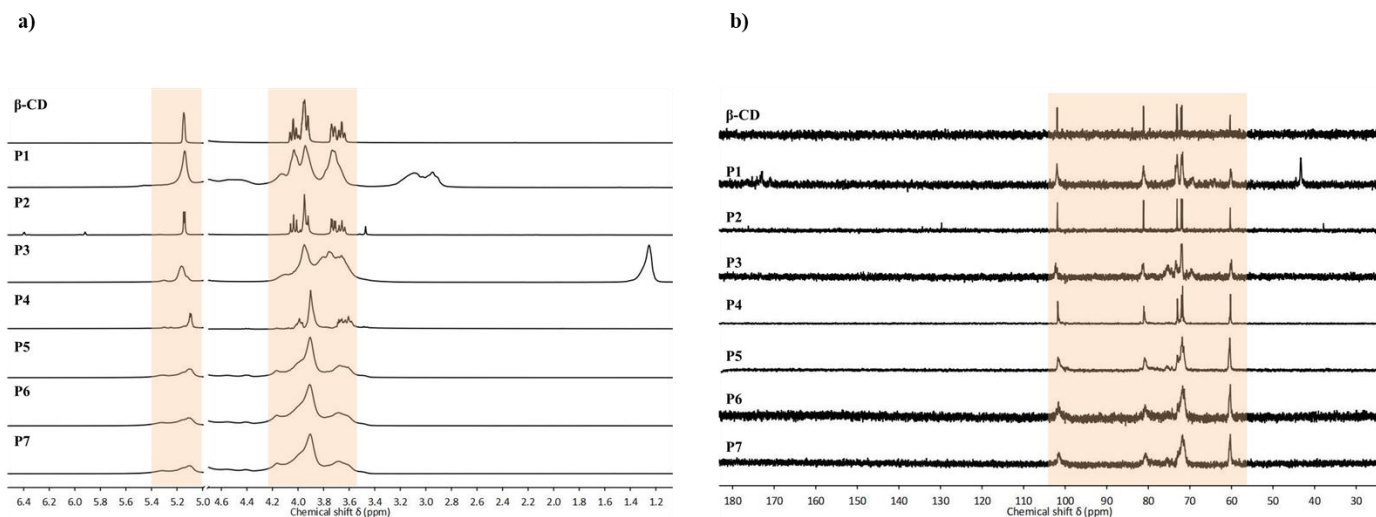 a)
β-CD
P1
P2
P3
P4
P5
P6
P7
6.4 6.2 6.0 5.8 5.6 5.4 5.2 5.0 4.6 4.4 4.2 4.0 3.8 3.6 3.4 3.2 3.0 2.8 2.6 2.4 2.2 2.0 1.8 1.6 1.4 1.2
Chemical shift δ (ppm)
b)
β-CD
P1
P2
P3
P4
P5
P6
P7
180 170 160 150 140 130 120 110 100 90 80 70 60 50 40 30
Chemical shift δ (ppm)